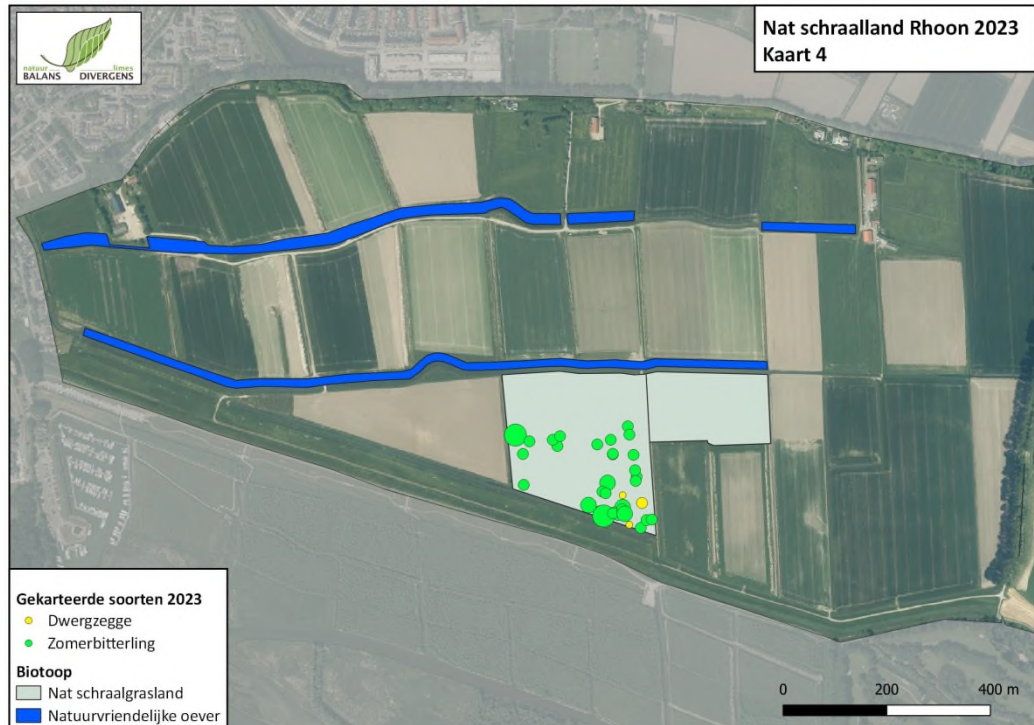 natuur limes
BALANS DIVERGENS
Nat schraalland Rhoon 2023
Kaart 4
Gekarteerde soorten 2023
Dwergzegge
Zomerbitterling
Biotoop
Nat schraalgrasland
Natuurvriendelijke oever
0 200 400 m